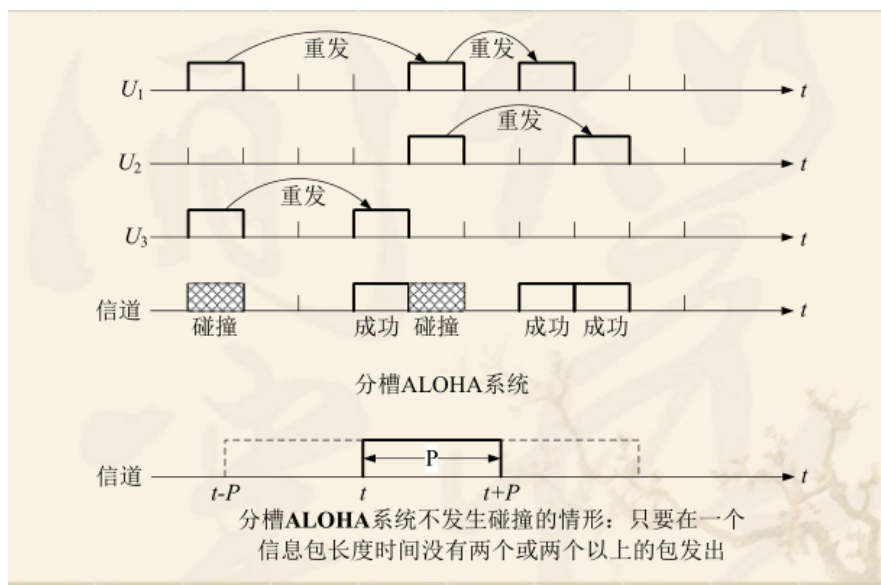 重发 重发
U1 t
重发
U2 t
重发
U3 t
信道 t
碰撞 成功 碰撞 成功 成功
分槽ALOHA系统
P
信道 t
t-P t t+P
分槽ALOHA系统不发生碰撞的情形：只要在一个
信息包长度时间没有两个或两个以上的包发出